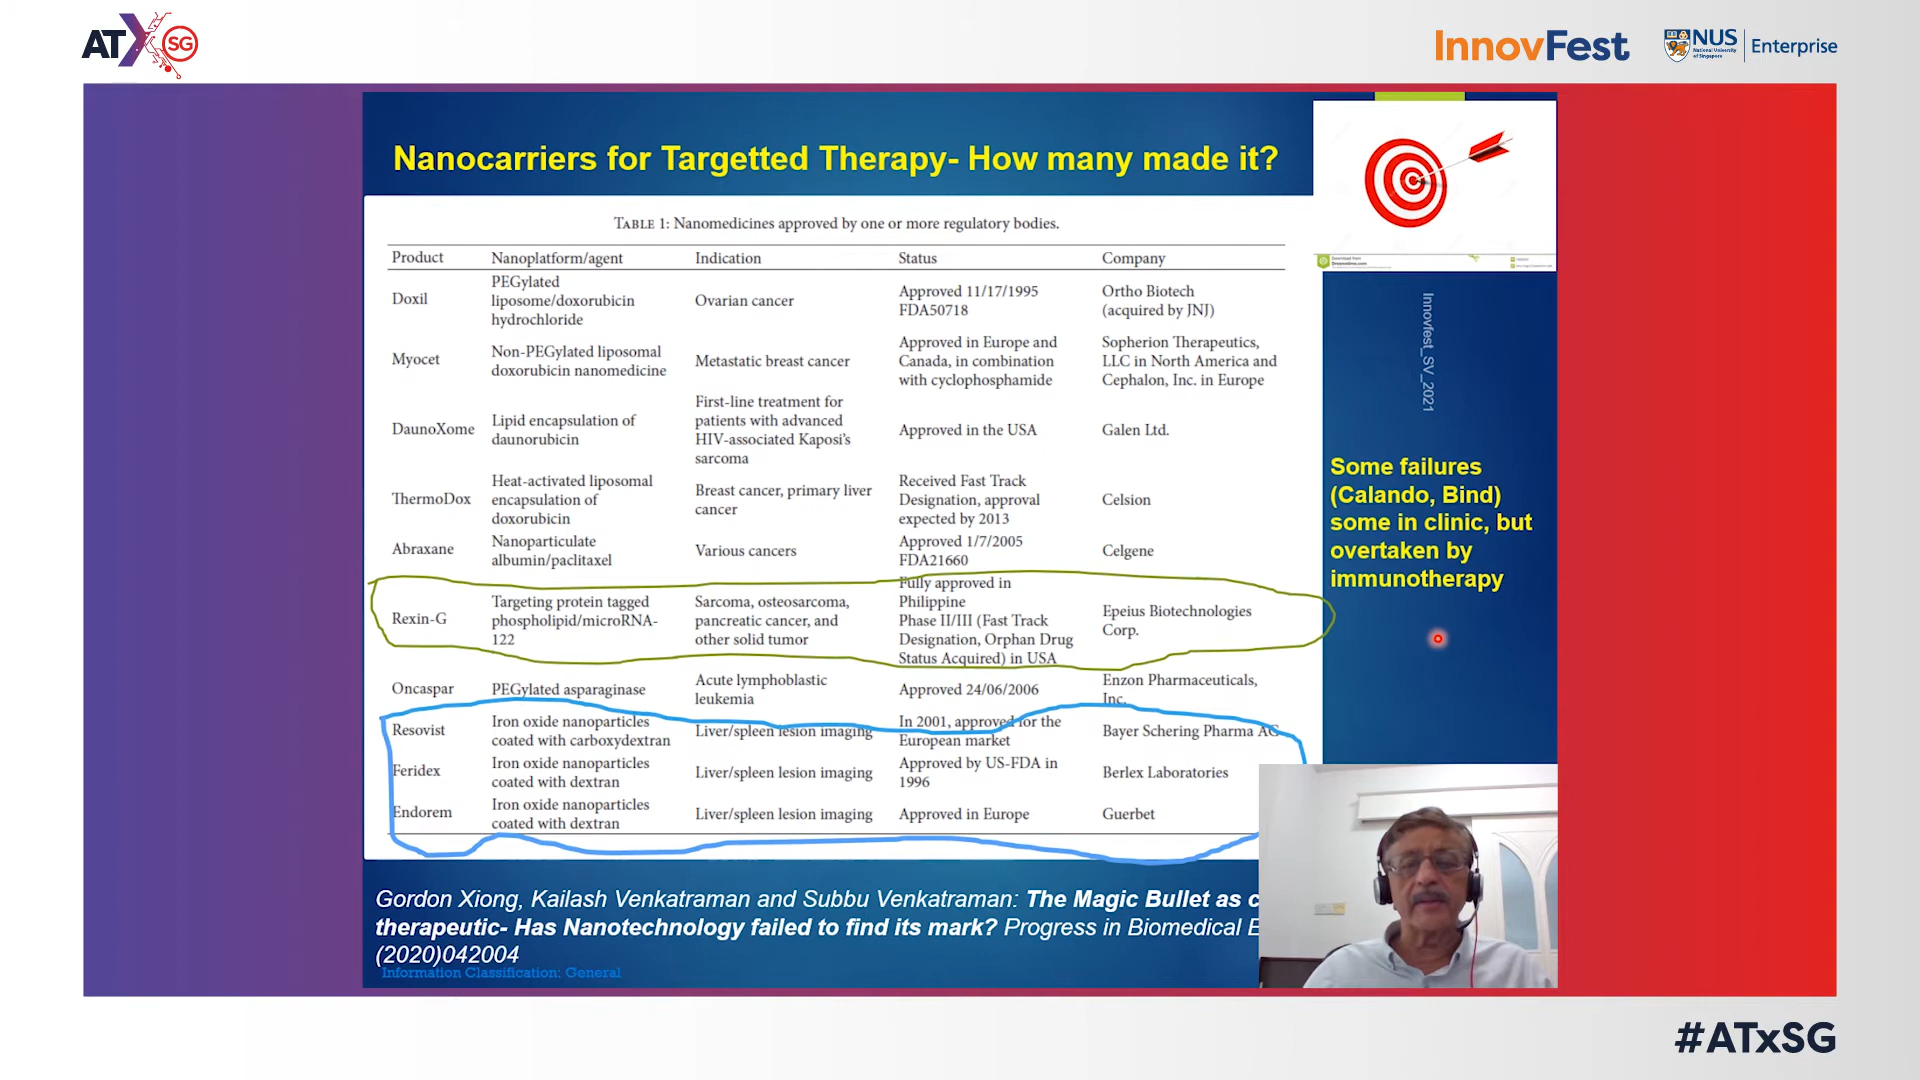 ATX SG
InnovFest
NUS
National University
of Singapore
Enterprise
Nanocarriers for Targetted Therapy- How many made it?
TABLE 1: Nanomedicines approved by one or more regulatory bodies.
Product Nanoplatform/agent Indication Status Company
Doxil PEGylated
liposome/doxorubicin
hydrochloride Ovarian cancer Approved 11/17/1995
FDA50718 Ortho Biotech
(acquired by JNJ)
Myocet Non-PEGylated liposomal
doxorubicin nanomedicine Metastatic breast cancer Approved in Europe and
Canada, in combination
with cyclophosphamide Sopherion Therapeutics,
LLC in North America and
Cephalon, Inc. in Europe
DaunoXome Lipid encapsulation of
daunorubicin First-line treatment for
patients with advanced
HIV-associated Kaposi's
sarcoma Approved in the USA Galen Ltd.
ThermoDox Heat-activated liposomal
encapsulation of
doxorubicin Breast cancer, primary liver
cancer Received Fast Track
Designation, approval
expected by 2013 Celsion
Abraxane Nanoparticulate
albumin/paclitaxel Various cancers Approved 1/7/2005
FDA21660 Celgene
Rexin-G Targeting protein tagged
phospholipid/microRNA-
122 Sarcoma, osteosarcoma,
pancreatic cancer, and
other solid tumor Fully approved in
Philippine
Phase II/III (Fast Track
Designation, Orphan Drug
Status Acquired) in USA Epeius Biotechnologies
Corp.
Oncaspar PEGylated asparaginase Acute lymphoblastic
leukemia Approved 24/06/2006 Enzon Pharmaceuticals,
Inc.
Resovist Iron oxide nanoparticles
coated with carboxydextran Liver/spleen lesion imaging In 2001, approved for the
European market Bayer Schering Pharma AG
Feridex Iron oxide nanoparticles
coated with dextran Liver/spleen lesion imaging Approved by US-FDA in
1996 Berlex Laboratories
Endorem Iron oxide nanoparticles
coated with dextran Liver/spleen lesion imaging Approved in Europe Guerbet
Innovfest_SV_2021
Some failures
(Calando, Bind)
some in clinic, but
overtaken by
immunotherapy
Gordon Xiong, Kailash Venkatraman and Subbu Venkatraman: The Magic Bullet as c
therapeutic- Has Nanotechnology failed to find its mark? Progress in Biomedical E
(2020)042004
Information Classification: General
#ATxSG